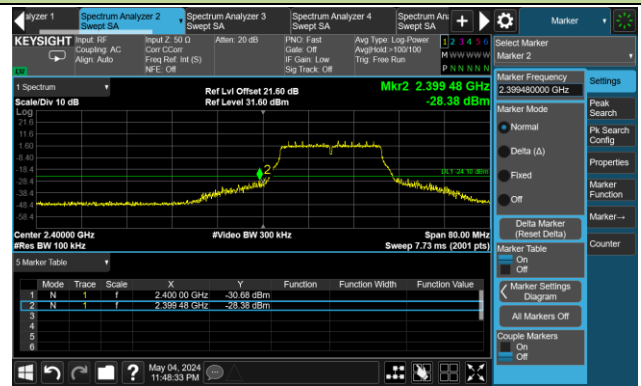 alyzer 1
Spectrum Analyzer 2
Swept SA
Spectrum Analyzer 3
Swept SA
Spectrum Analyzer 4
Swept SA
Spectrum An
Swept SA
Marker
KEYSIGHT
Input: RF
Coupling: AC
Align: Auto
Input Z: 50 Ω
Corr CCorr
Freq Ref: Int (S)
NFE: Off
Atten: 20 dB
PNO: Fast
Gate: Off
IF Gain: Low
Sig Track: Off
Avg Type: Log-Power
Avg|Hold:>100/100
Trig: Free Run
1 2 3 4 5 6
M W W W W W
P N N N N N
LW
Select Marker
Marker 2
1 Spectrum
Scale/Div 10 dB
Log
Ref Lvl Offset 21.60 dB
Ref Level 31.60 dBm
Mkr2 2.399 48 GHz
-28.38 dBm
21.6
11.6
1.60
-8.40
-18.4
-28.4
-38.4
-48.4
-58.4
2
DL1 -24.10 dBm
Center 2.40000 GHz
#Res BW 100 kHz
#Video BW 300 kHz
Span 80.00 MHz
Sweep 7.73 ms (2001 pts)
5 Marker Table
Mode Trace Scale X Y Function Function Width Function Value
1 N 1 f 2.400 00 GHz -30.68 dBm
2 N 1 f 2.399 48 GHz -28.38 dBm
3
4
5
6
Marker Frequency
2.399480000 GHz
Marker Mode
Normal
Delta (Δ)
Fixed
Off
Delta Marker
(Reset Delta)
Marker Table
On
Off
Marker Settings
Diagram
All Markers Off
Couple Markers
On
Off
Settings
Peak
Search
Pk Search
Config
Properties
Marker
Function
Marker→
Counter
May 04, 2024
11:48:33 PM